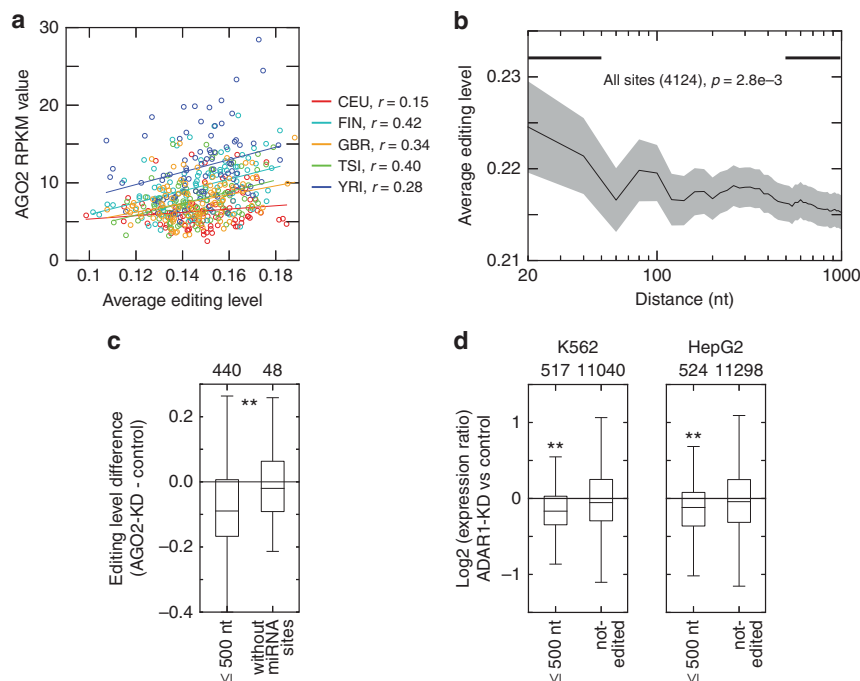 a
AGO2 RPKM value
30
20
10
0
0.1 0.12 0.14 0.16 0.18
Average editing level
CEU, r = 0.15
FIN, r = 0.42
GBR, r = 0.34
TSI, r = 0.40
YRI, r = 0.28
b
Average editing level
0.23
0.22
0.21
All sites (4124), p = 2.8e–3
20 100 1000
Distance (nt)
c
440 48
**
Editing level difference
(AGO2-KD - control)
0.2
0.0
−0.2
−0.4
≤ 500 nt
without
miRNA
sites
d
K562 HepG2
517 11040 524 11298
** **
Log2 (expression ratio)
ADAR1-KD vs control
1
0
−1
≤ 500 nt
not-
edited
≤ 500 nt
not-
edited